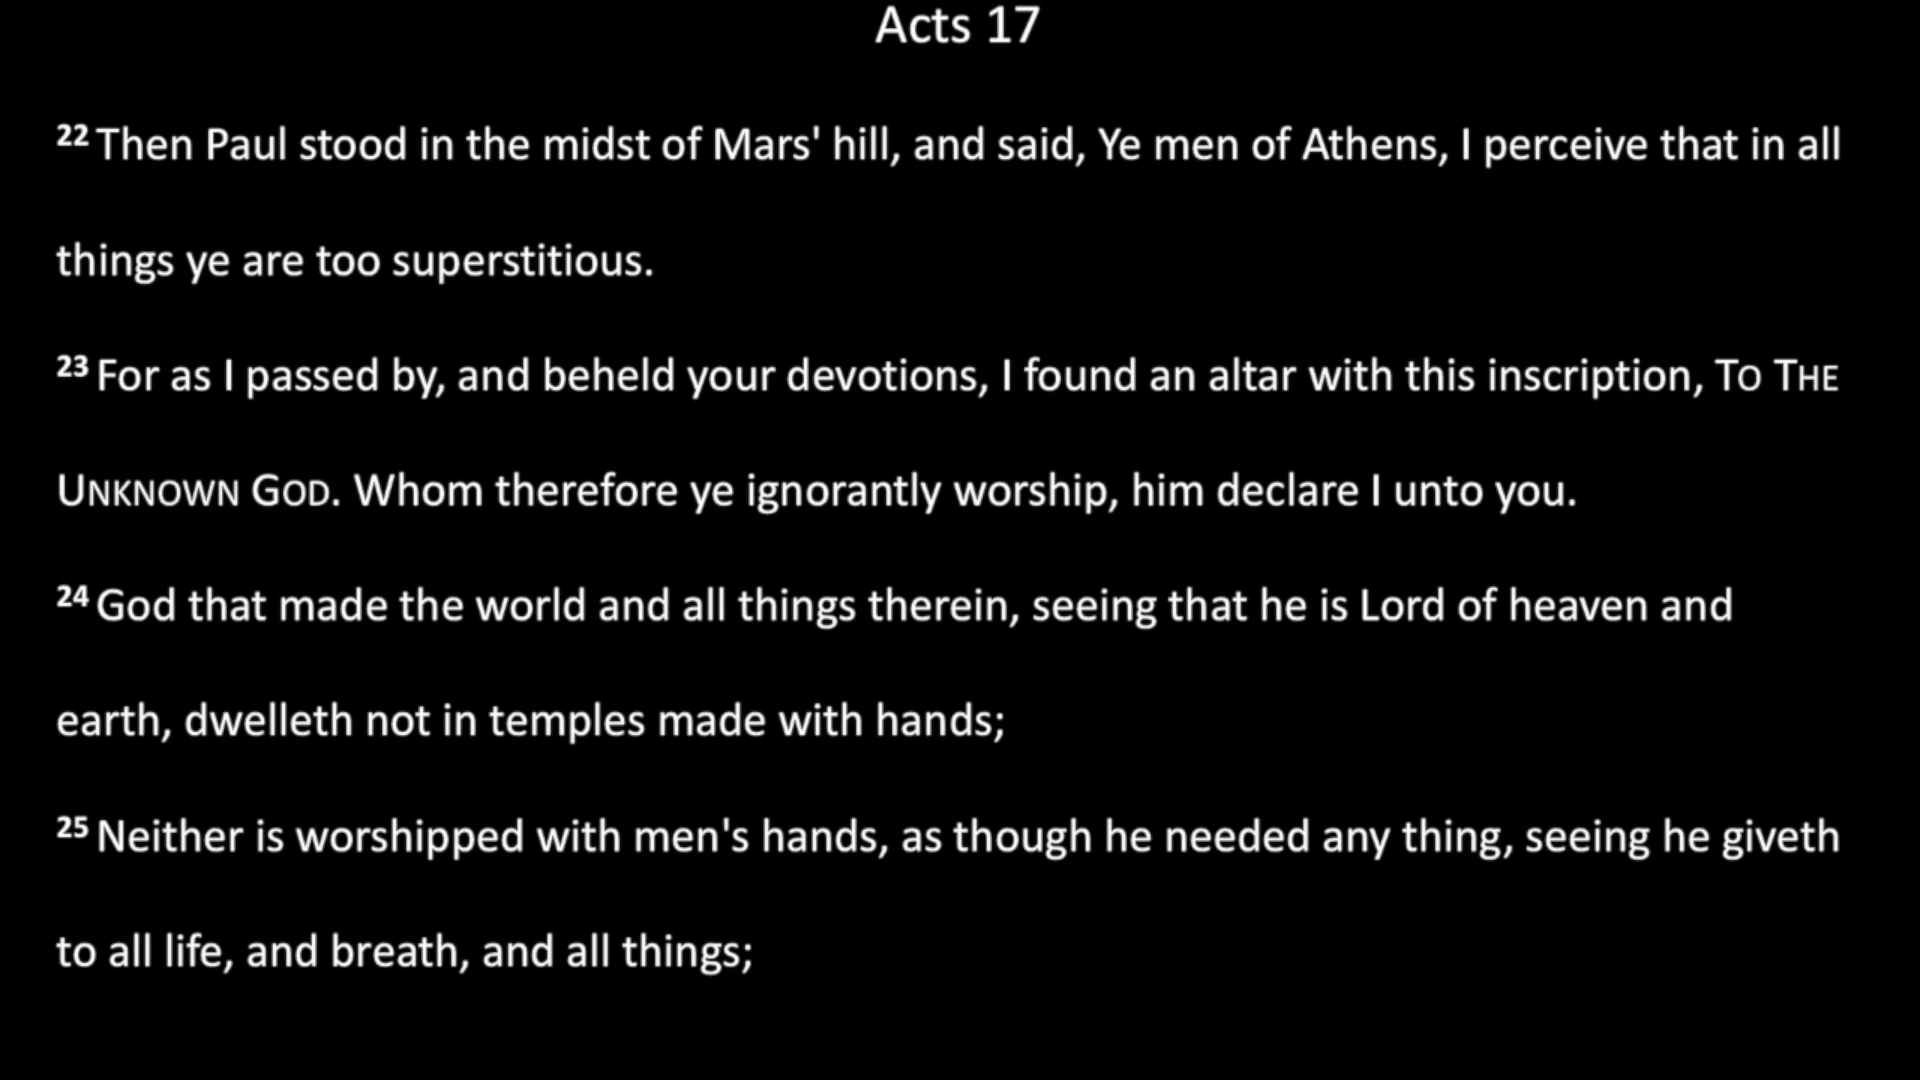 Acts 17
22 Then Paul stood in the midst of Mars' hill, and said, Ye men of Athens, I perceive that in all
things ye are too superstitious.
23 For as I passed by, and beheld your devotions, I found an altar with this inscription, TO THE
UNKNOWN GOD. Whom therefore ye ignorantly worship, him declare I unto you.
24 God that made the world and all things therein, seeing that he is Lord of heaven and
earth, dwelleth not in temples made with hands;
25 Neither is worshipped with men's hands, as though he needed any thing, seeing he giveth
to all life, and breath, and all things;